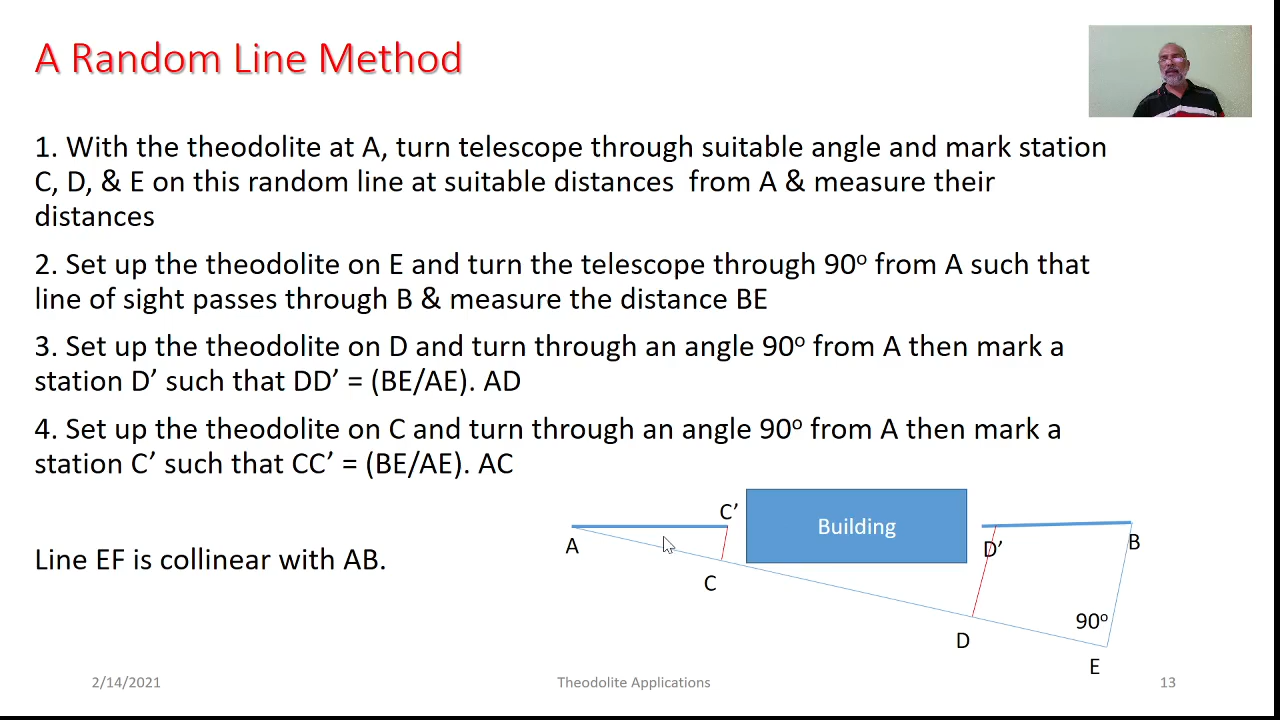 A Random Line Method
1. With the theodolite at A, turn telescope through suitable angle and mark station
C, D, & E on this random line at suitable distances  from A & measure their
distances
2. Set up the theodolite on E and turn the telescope through 90º from A such that
line of sight passes through B & measure the distance BE
3. Set up the theodolite on D and turn through an angle 90º from A then mark a
station D’ such that DD’ = (BE/AE). AD
4. Set up the theodolite on C and turn through an angle 90º from A then mark a
station C’ such that CC’ = (BE/AE). AC
C’
Building
A
D’
B
Line EF is collinear with AB.
C
90º
D
E
2/14/2021
Theodolite Applications
13